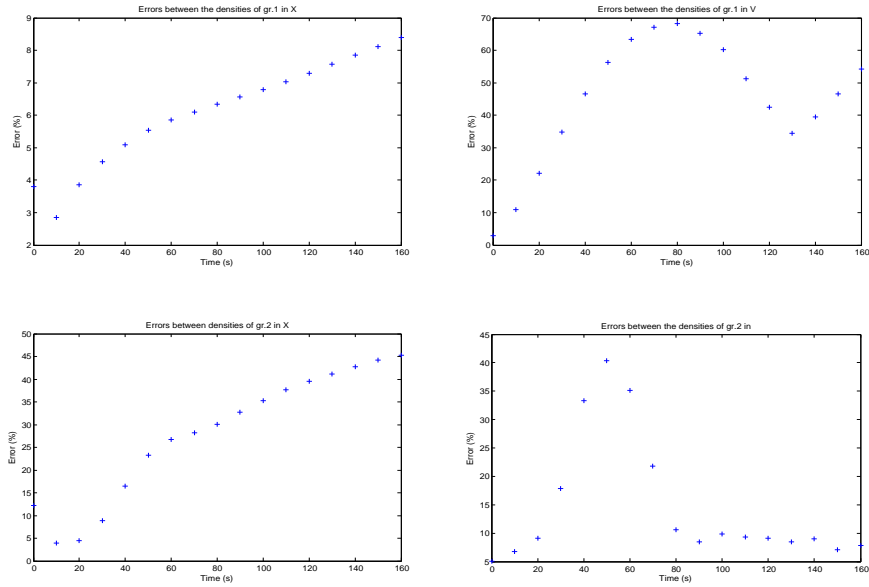 Errors between the densities of gr.1 in X
9
8
7
6
5
4
3
2
Error (%)
0 20 40 60 80 100 120 140 160
Time (s)
Errors between the densities of gr.1 in V
70
60
50
40
30
20
10
0
Error (%)
0 20 40 60 80 100 120 140 160
Time (s)
Errors between densities of gr.2 in X
50
45
40
35
30
25
20
15
10
5
0
Error (%)
0 20 40 60 80 100 120 140 160
Time (s)
Errors between the densities of gr.2 in
45
40
35
30
25
20
15
10
5
Error (%)
0 20 40 60 80 100 120 140 160
Time (s)